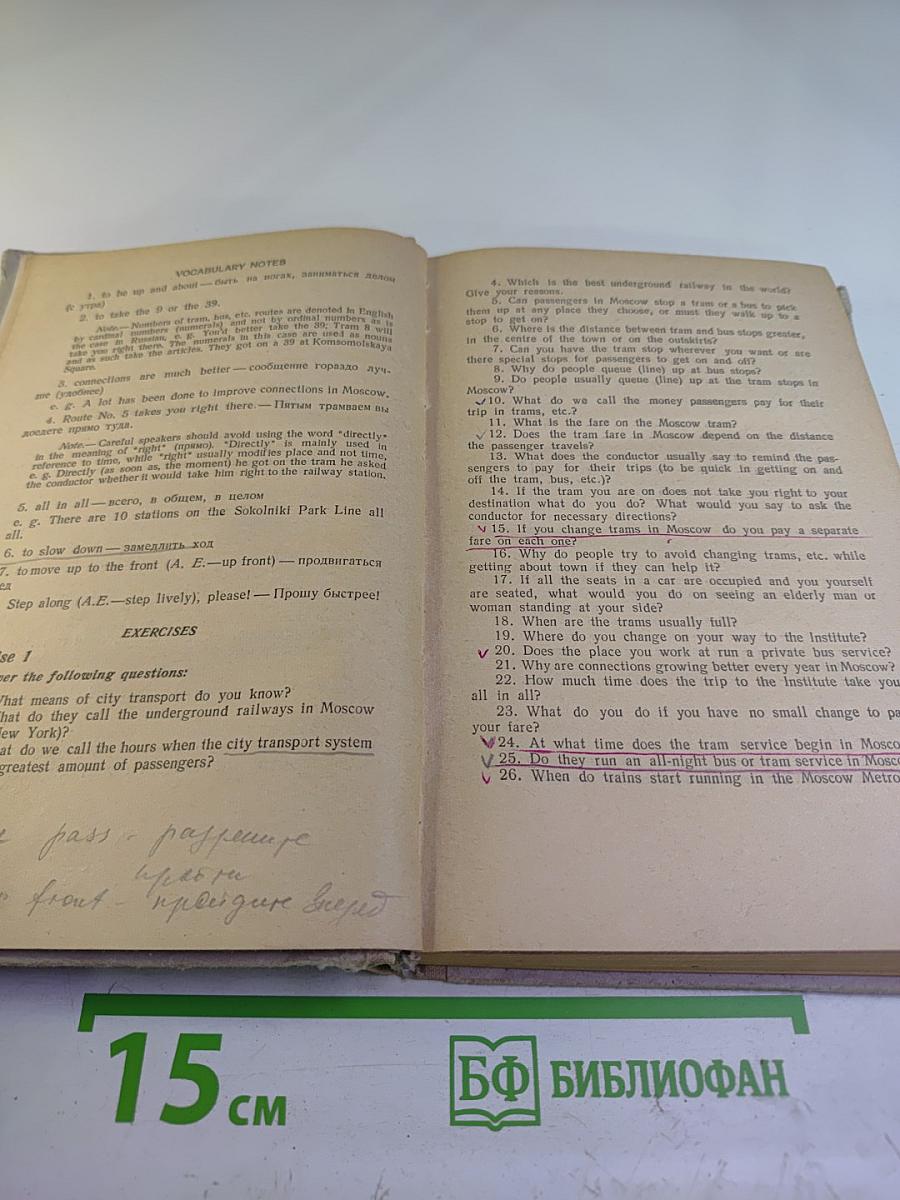 VOCABULARY NOTES
1. to be up and about — быть на ногах, заниматься делом
(с утра)
2. to take the 9 or the 39.
Note.— Numbers of tram, bus, etc. routes are denoted in English
by cardinal numbers (numerals) and not by ordinal numbers as is
the case in Russian, e. g. You'd better take the 39; Tram 8 will
take you right there. The numerals in this case are used as nouns
and as such take the articles. They got on a 39 at Komsomolskaya
Square.
3. connections are much better — сообщение гораздо луч-
ше (удобнее)
e. g. A lot has been done to improve connections in Moscow.
4. Route No. 5 takes you right there. — Пятым трамваем вы
доедете прямо туда.
Note.— Careful speakers should avoid using the word "directly"
in the meaning of "right" (прямо). "Directly" is mainly used in
reference to time, while "right" usually modifies place and not time,
e. g. Directly (as soon as, the moment) he got on the tram he asked
the conductor whether it would take him right to the railway station.
5. all in all — всего, в общем, в целом
e. g. There are 10 stations on the Sokolniki Park Line all
all.
6. to slow down — замедлить ход
7. to move up to the front (A. E.—up front) — продвигаться
ед
Step along (A.E.—step lively), please! — Прошу быстрее!
EXERCISES
se 1
er the following questions:
hat means of city transport do you know?
hat do they call the underground railways in Moscow
ew York)?
at do we call the hours when the city transport system
greatest amount of passengers?
pass - разрешите
пройти
front - пройдите вперед
4. Which is the best underground railway in the world?
Give your reasons.
5. Can passengers in Moscow stop a tram or a bus to pick
them up at any place they choose, or must they walk up to a
stop to get on?
6. Where is the distance between tram and bus stops greater,
in the centre of the town or on the outskirts?
7. Can you have the tram stop wherever you want or are
there special stops for passengers to get on and off?
8. Why do people queue (line) up at bus stops?
9. Do people usually queue (line) up at the tram stops in
Moscow?
10. What do we call the money passengers pay for their
trip in trams, etc.?
11. What is the fare on the Moscow tram?
12. Does the tram fare in Moscow depend on the distance
the passenger travels?
13. What does the conductor usually say to remind the pas-
sengers to pay for their trips (to be quick in getting on and
off the tram, bus, etc.)?
14. If the tram you are on does not take you right to your
destination what do you do? What would you say to ask the
conductor for necessary directions?
15. If you change trams in Moscow do you pay a separate
fare on each one?
16. Why do people try to avoid changing trams, etc. while
getting about town if they can help it?
17. If all the seats in a car are occupied and you yourself
are seated, what would you do on seeing an elderly man or
woman standing at your side?
18. When are the trams usually full?
19. Where do you change on your way to the Institute?
20. Does the place you work at run a private bus service?
21. Why are connections growing better every year in Moscow?
22. How much time does the trip to the Institute take you
all in all?
23. What do you do if you have no small change to pa
your fare?
24. At what time does the tram service begin in Mosco
25. Do they run an all-night bus or tram service in Mosc
26. When do trains start running in the Moscow Metro
15 см
БФ БИБЛИОФАН